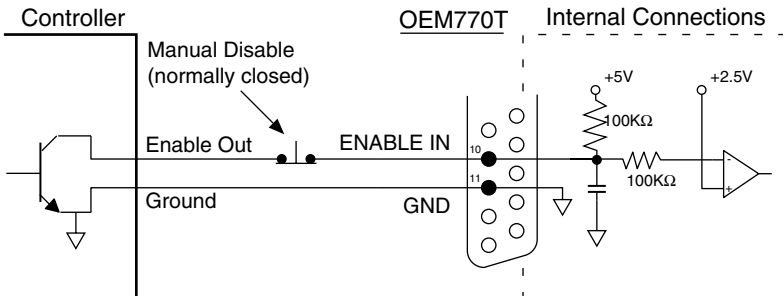 Controller
OEM770T
Internal Connections
Manual Disable
(normally closed)
+5V
+2.5V
100KΩ
Enable Out
ENABLE IN
10
100KΩ
-
+
11
Ground
GND